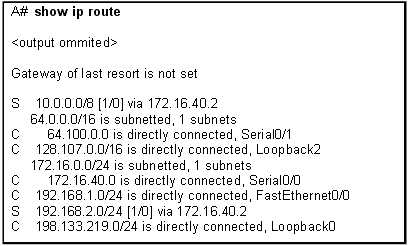 A# show ip route
<output ommited>
Gateway of last resort is not set
S 10.0.0.0/8 [1/0] via 172.16.40.2
64.0.0.0/16 is subnetted, 1 subnets
C 64.100.0.0 is directly connected, Serial0/1
C 128.107.0.0/16 is directly connected, Loopback2
172.16.0.0/24 is subnetted, 1 subnets
C 172.16.40.0 is directly connected, Serial0/0
C 192.168.1.0/24 is directly connected, FastEthernet0/0
S 192.168.2.0/24 [1/0] via 172.16.40.2
C 198.133.219.0/24 is directly connected, Loopback0